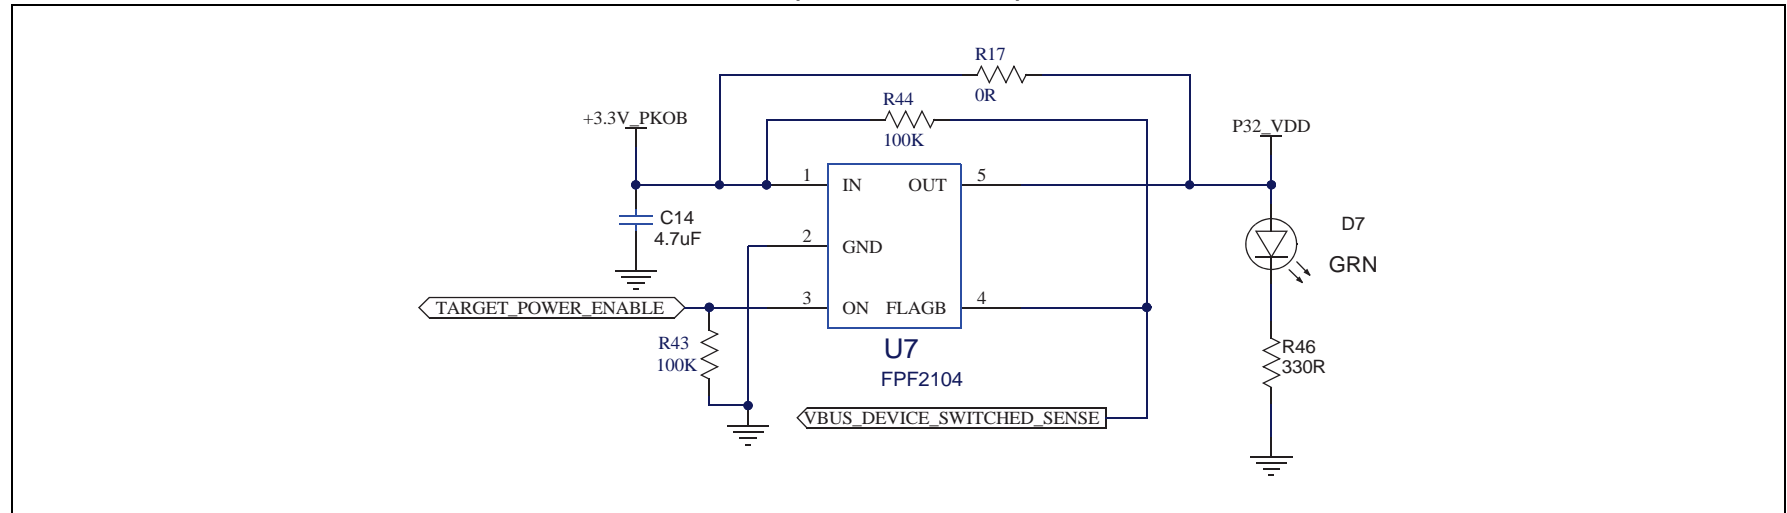 R17
0R
R44
100K
+3.3V_PKOB
P32_VDD
1
IN
OUT
5
C14
4.7uF
2
GND
D7
GRN
TARGET_POWER_ENABLE
3
ON
FLAGB
4
R43
100K
U7
FPF2104
R46
330R
VBUS_DEVICE_SWITCHED_SENSE